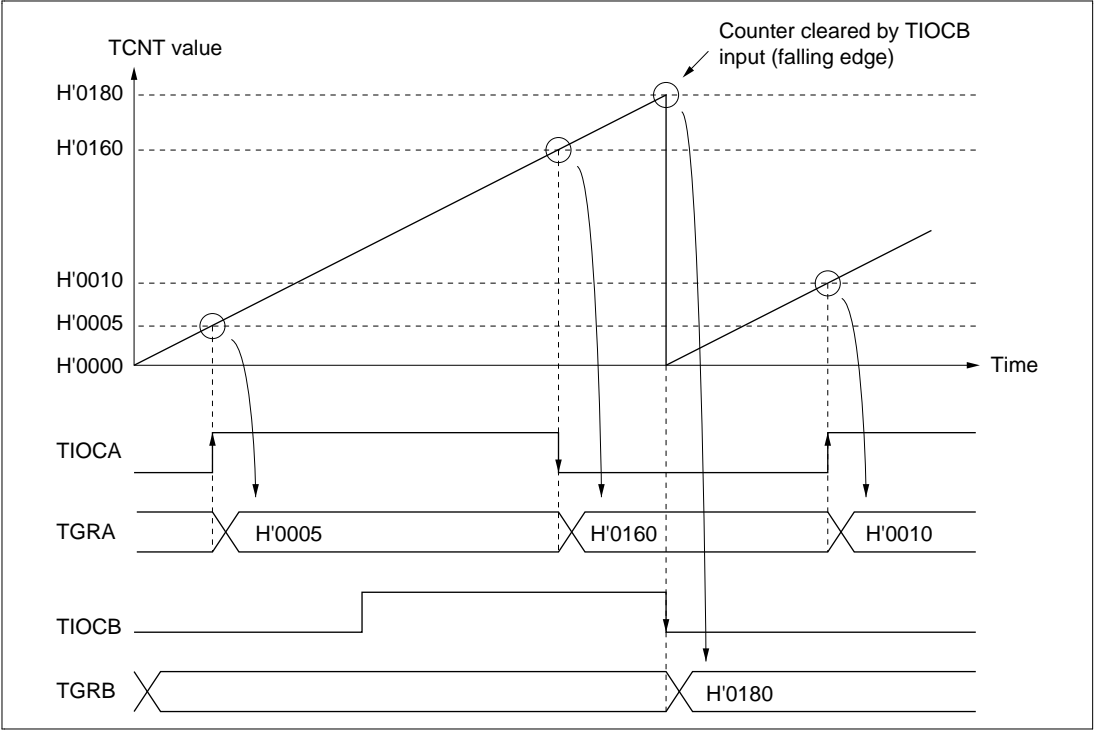 Counter cleared by TIOCB
input (falling edge)
TCNT value
H'0180
H'0160
H'0010
H'0005
H'0000
Time
TIOCA
TGRA
H'0005
H'0160
H'0010
TIOCB
TGRB
H'0180